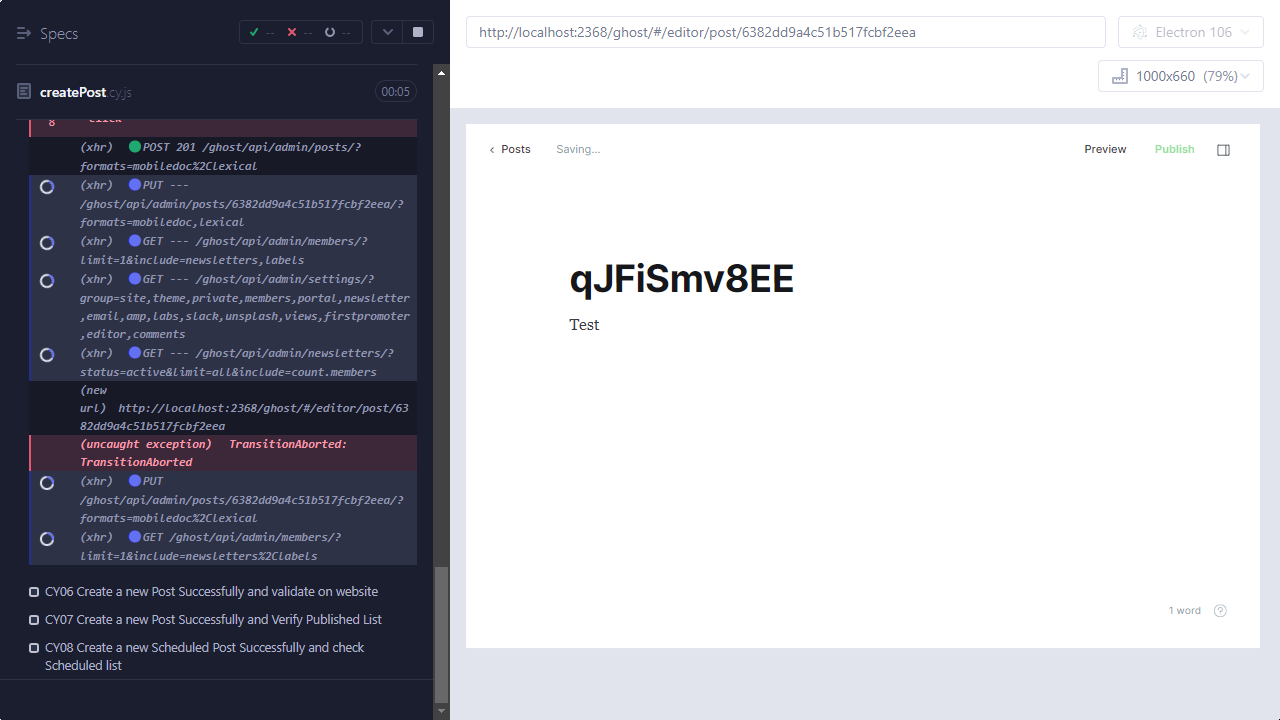 Specs
-- -- --
createPost.cy.js
00:05
8 click
(xhr) POST 201 /ghost/api/admin/posts/?
formats=mobiledoc%2Clexical
(xhr) PUT ---
/ghost/api/admin/posts/6382dd9a4c51b517fcbf2eea/?
formats=mobiledoc,lexical
(xhr) GET --- /ghost/api/admin/members/?
limit=1&include=newsletters,labels
(xhr) GET --- /ghost/api/admin/settings/?
group=site,theme,private,members,portal,newsletter
,email,amp,labs,slack,unsplash,views,firstpromoter
,editor,comments
(xhr) GET --- /ghost/api/admin/newsletters/?
status=active&limit=all&include=count.members
(new
url) http://localhost:2368/ghost/#/editor/post/63
82dd9a4c51b517fcbf2eea
(uncaught exception) TransitionAborted:
TransitionAborted
(xhr) PUT
/ghost/api/admin/posts/6382dd9a4c51b517fcbf2eea/?
formats=mobiledoc%2Clexical
(xhr) GET /ghost/api/admin/members/?
limit=1&include=newsletters%2Clabels
CY06 Create a new Post Successfully and validate on website
CY07 Create a new Post Successfully and Verify Published List
CY08 Create a new Scheduled Post Successfully and check
Scheduled list
http://localhost:2368/ghost/#/editor/post/6382dd9a4c51b517fcbf2eea
Electron 106
1000x660 (79%)
Posts
Saving...
Preview
Publish
qJFiSmv8EE
Test
1 word
?